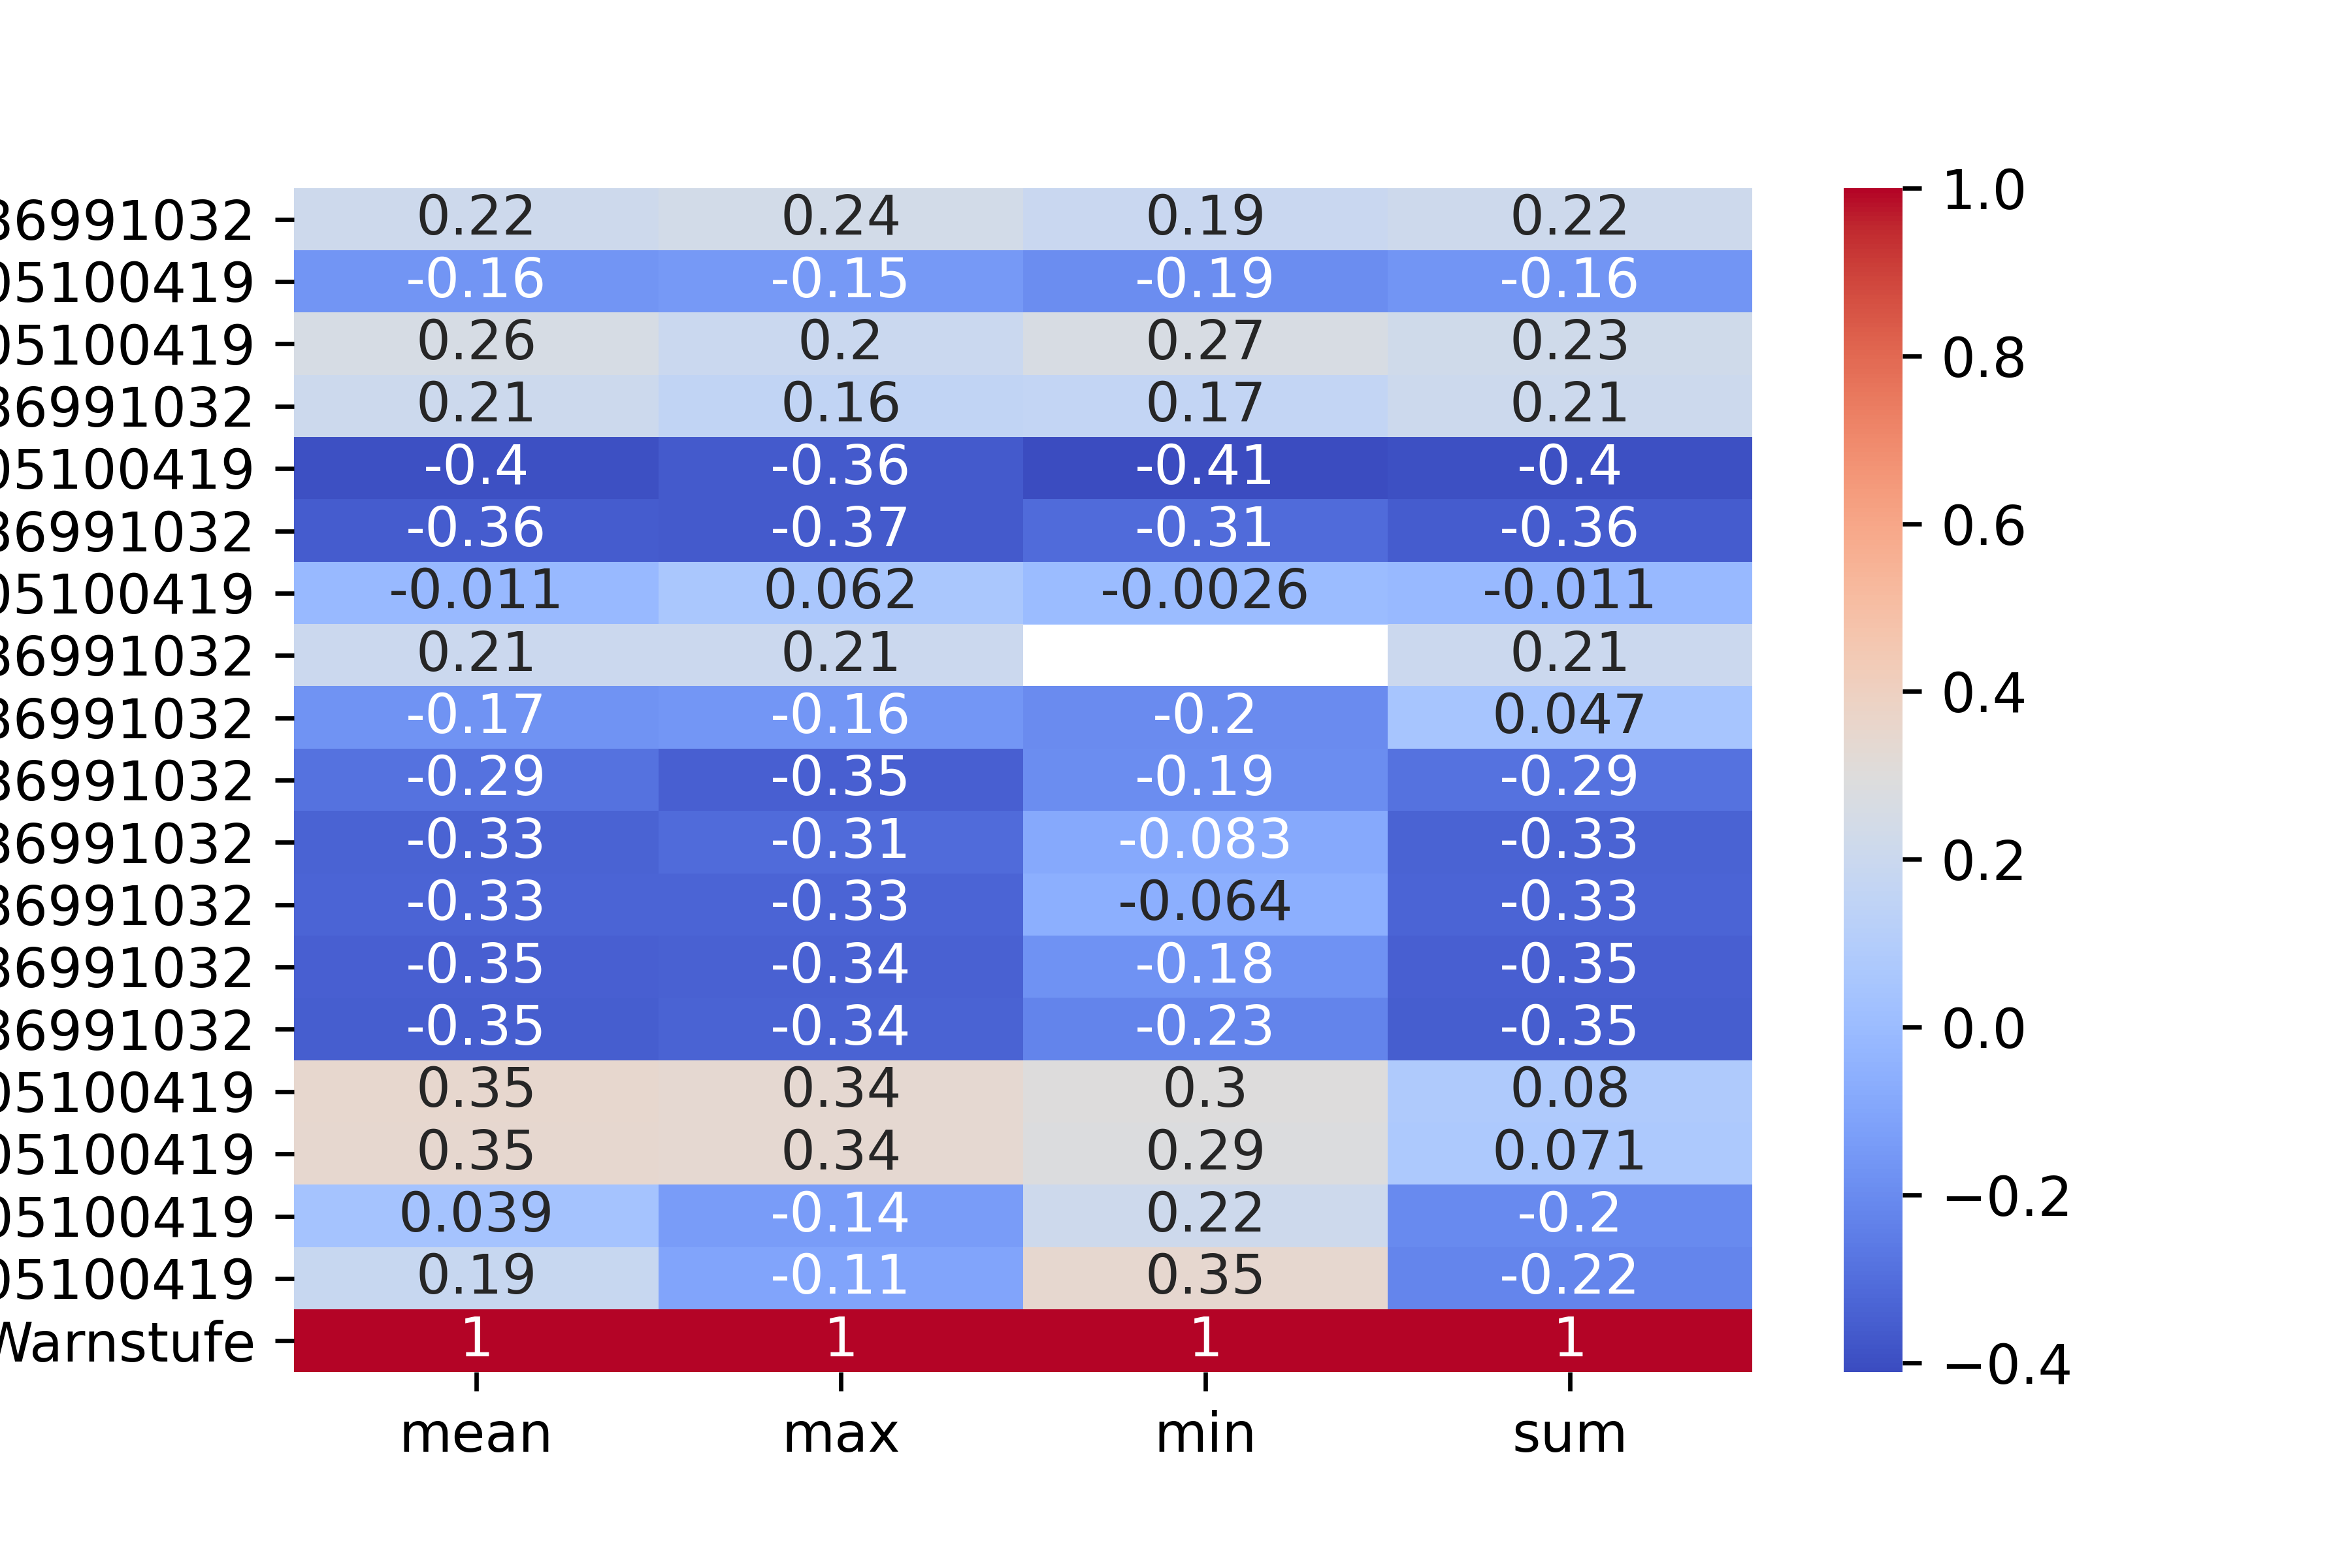 36991032 0.22 0.24 0.19 0.22
05100419 -0.16 -0.15 -0.19 -0.16
05100419 0.26 0.2 0.27 0.23
36991032 0.21 0.16 0.17 0.21
05100419 -0.4 -0.36 -0.41 -0.4
36991032 -0.36 -0.37 -0.31 -0.36
05100419 -0.011 0.062 -0.0026 -0.011
36991032 0.21 0.21 0.21
36991032 -0.17 -0.16 -0.2 0.047
36991032 -0.29 -0.35 -0.19 -0.29
36991032 -0.33 -0.31 -0.083 -0.33
36991032 -0.33 -0.33 -0.064 -0.33
36991032 -0.35 -0.34 -0.18 -0.35
36991032 -0.35 -0.34 -0.23 -0.35
05100419 0.35 0.34 0.3 0.08
05100419 0.35 0.34 0.29 0.071
05100419 0.039 -0.14 0.22 -0.2
05100419 0.19 -0.11 0.35 -0.22
Warnstufe 1 1 1 1
mean max min sum
1.0
0.8
0.6
0.4
0.2
0.0
−0.2
−0.4